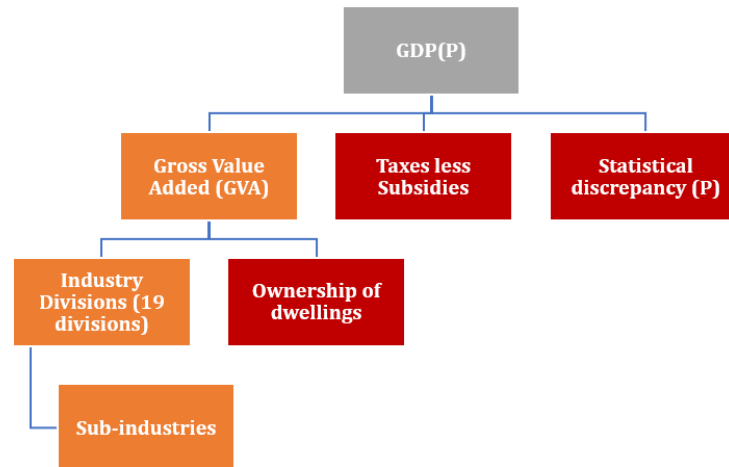 GDP(P)
Gross Value
Added (GVA)
Taxes less
Subsidies
Statistical
discrepancy (P)
Industry
Divisions (19
divisions)
Ownership of
dwellings
Sub-industries